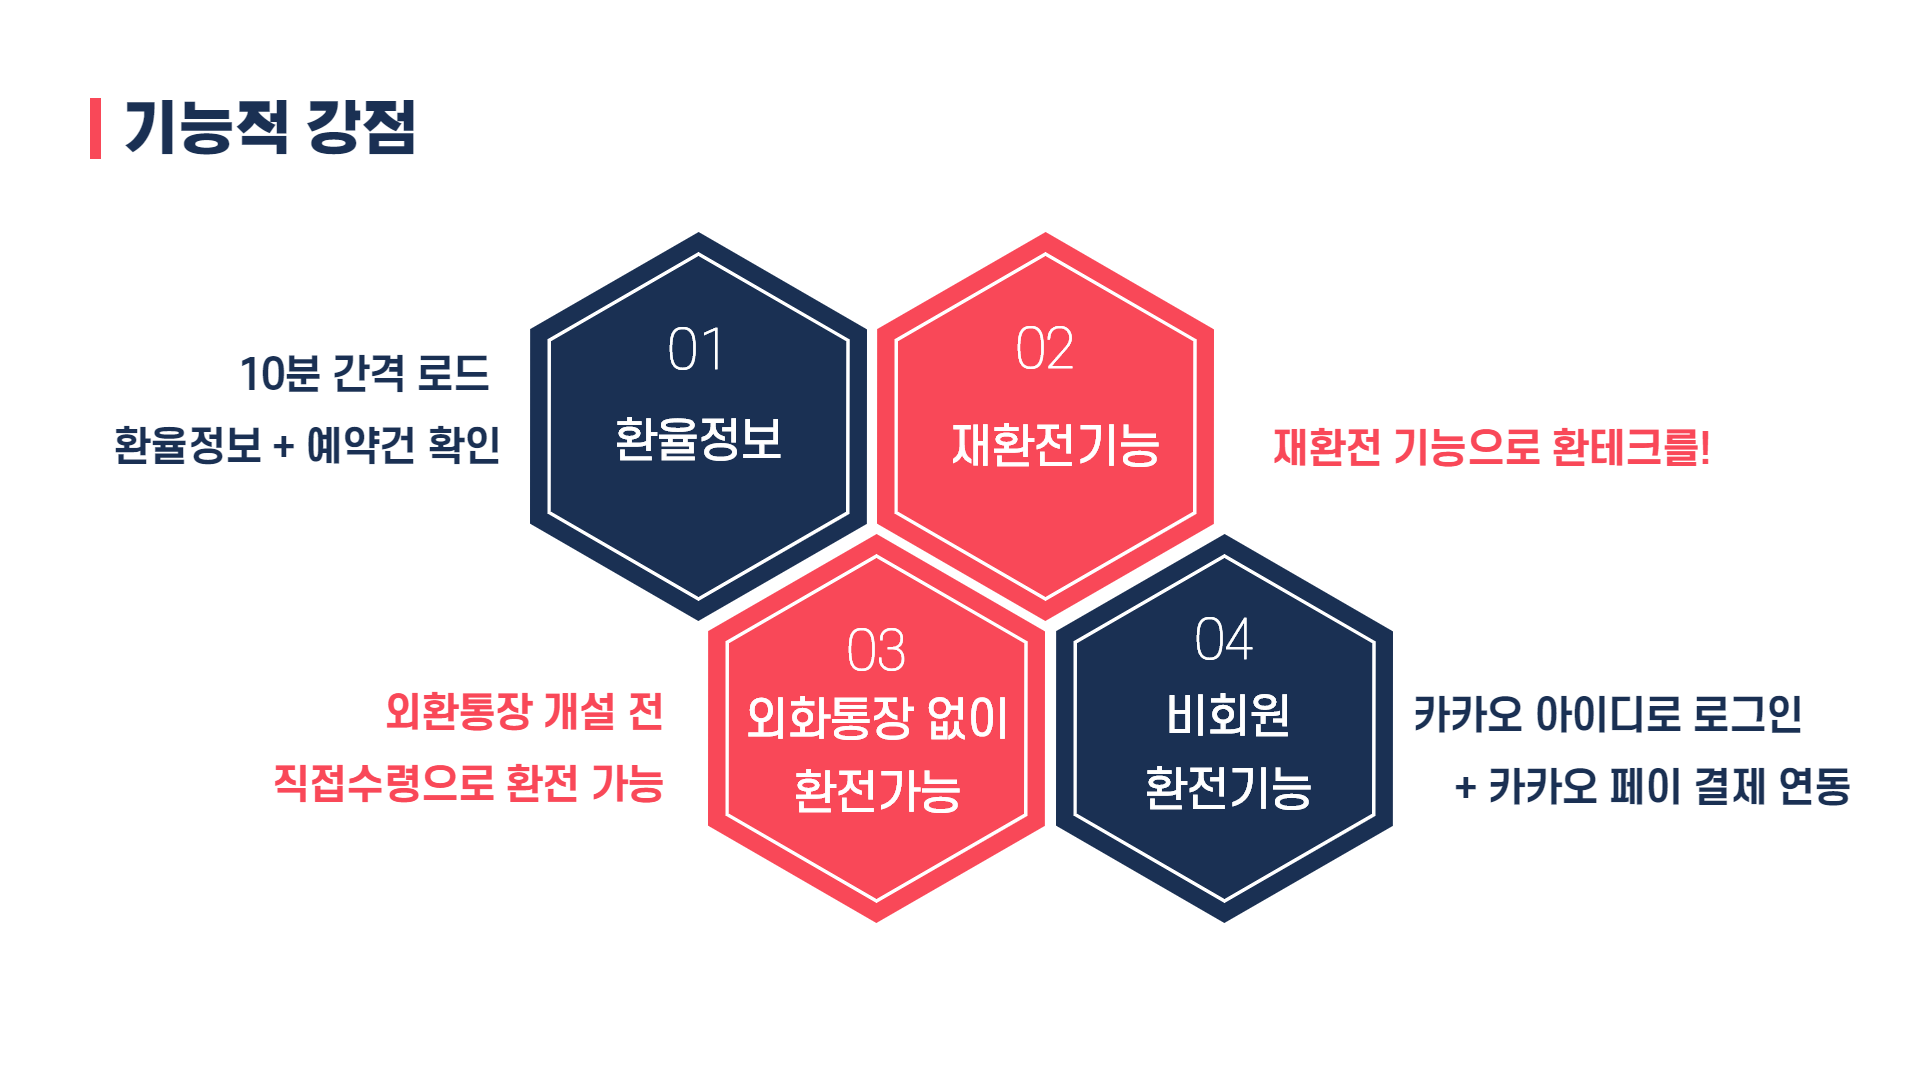 기능적 강점
01
환율정보
10분 간격 로드
환율정보 + 예약건 확인
02
재환전기능
재환전 기능으로 환테크를!
03
외화통장 없이
환전가능
외환통장 개설 전
직접수령으로 환전 가능
04
비회원
환전기능
카카오 아이디로 로그인
+ 카카오 페이 결제 연동